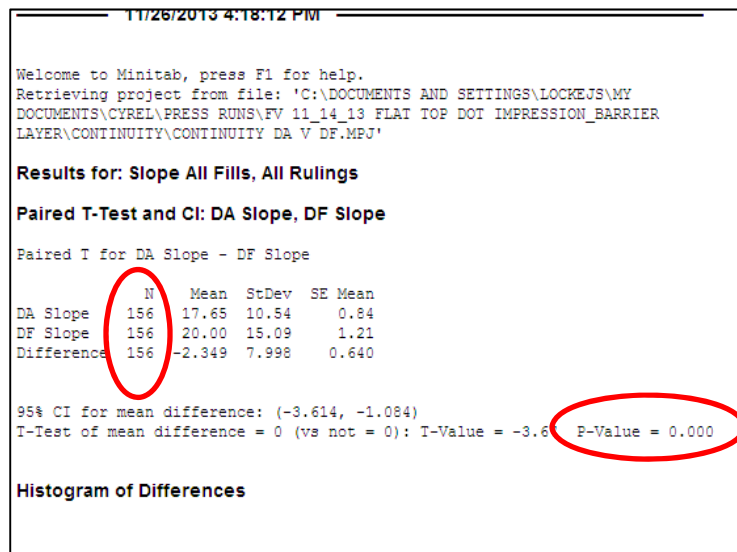 11/26/2013 4:18:12 PM
Welcome to Minitab, press F1 for help.
Retrieving project from file: 'C:\DOCUMENTS AND SETTINGS\LOCKEJS\MY
DOCUMENTS\CYREL\PRESS RUNS\FV 11_14_13 FLAT TOP DOT IMPRESSION_BARRIER
LAYER\CONTINUITY\CONTINUITY DA V DF.MPJ'
Results for: Slope All Fills, All Rulings
Paired T-Test and CI: DA Slope, DF Slope
Paired T for DA Slope - DF Slope
N Mean StDev SE Mean
DA Slope 156 17.65 10.54 0.84
DF Slope 156 20.00 15.09 1.21
Difference 156 -2.349 7.998 0.640
95% CI for mean difference: (-3.614, -1.084)
T-Test of mean difference = 0 (vs not = 0): T-Value = -3.67 P-Value = 0.000
Histogram of Differences